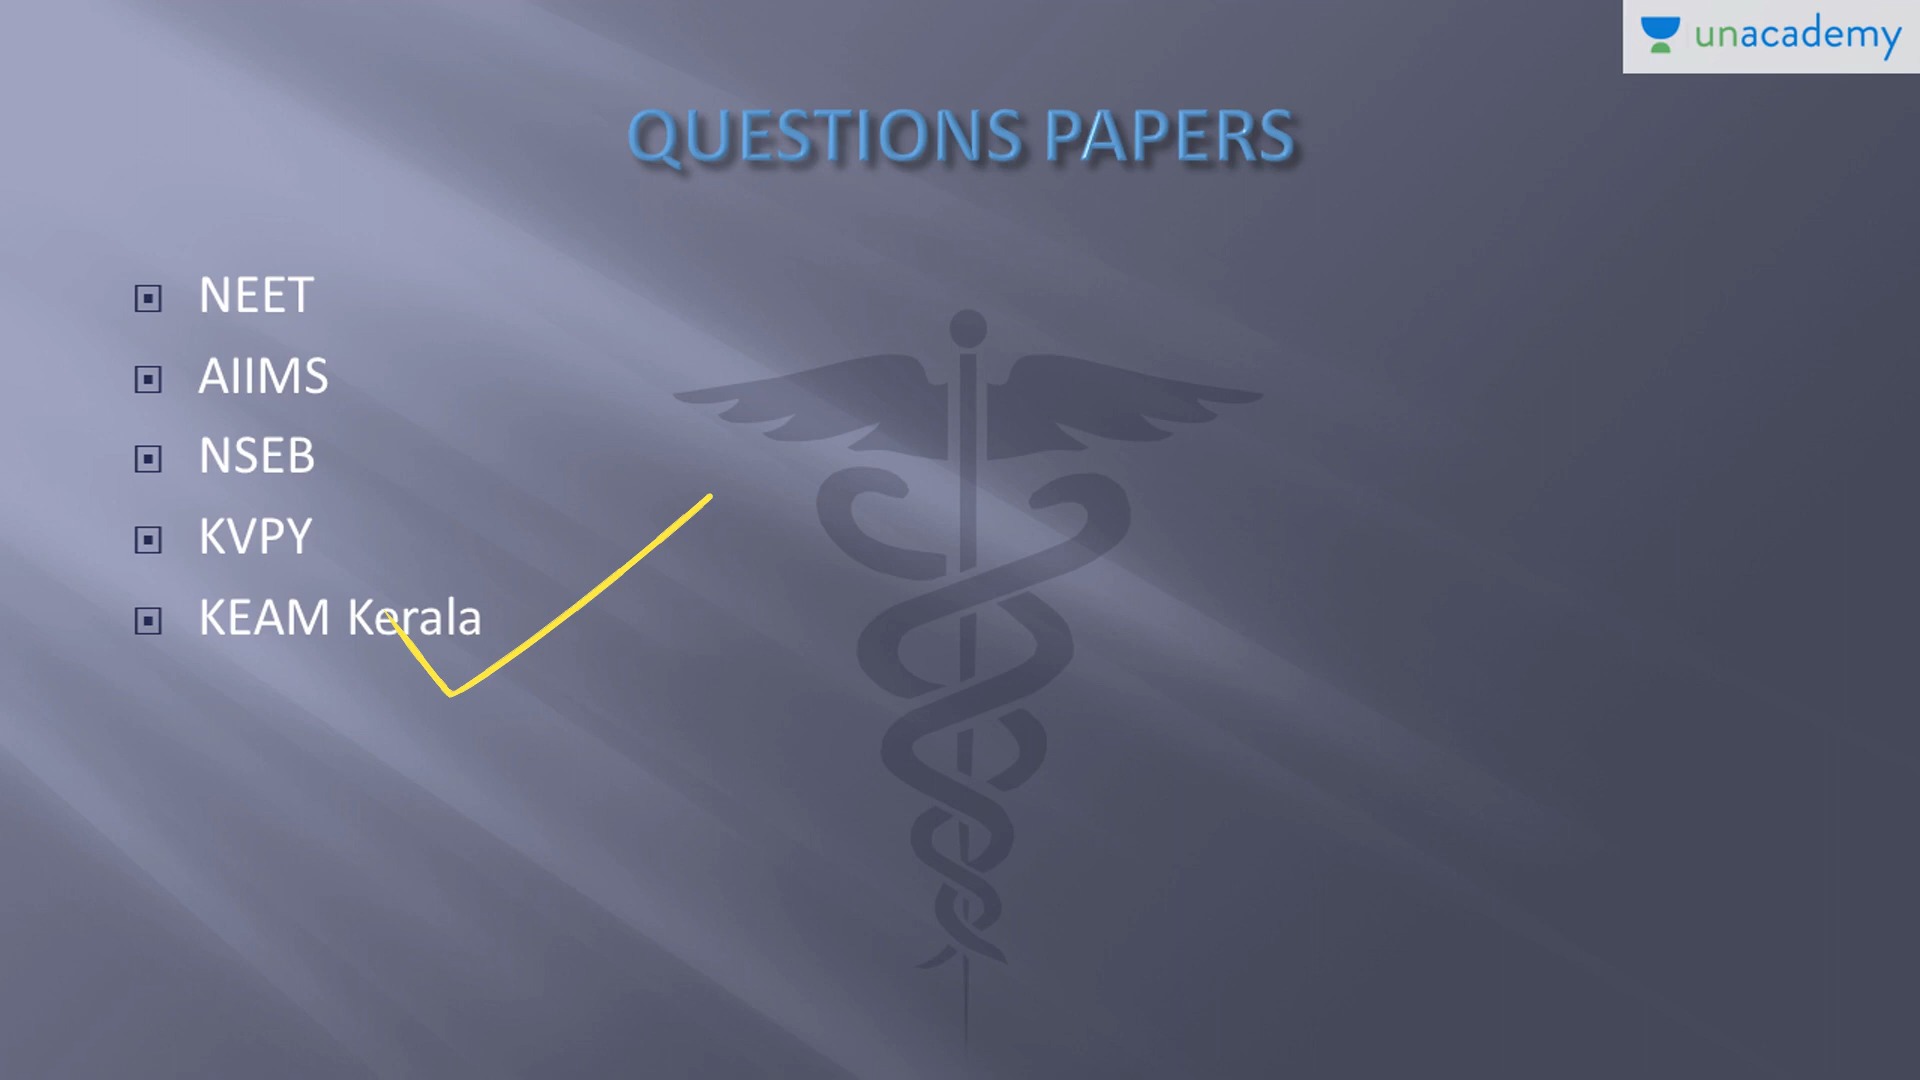 unacademy
QUESTIONS PAPERS
NEET
AIIMS
NSEB
KVPY
KEAM Kerala